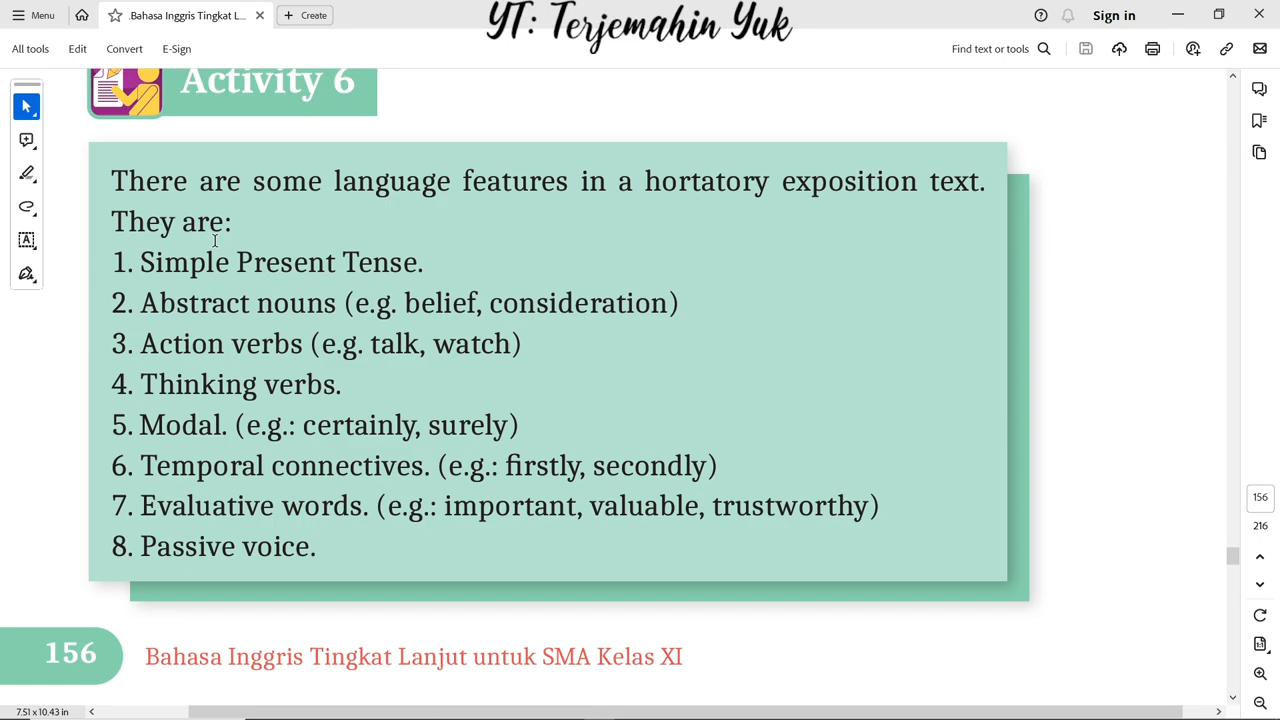 Menu
.Bahasa Inggris Tingkat L...
Create
YT: Terjemahin Yuk
Sign in
All tools
Edit
Convert
E-Sign
Find text or tools
Activity 6
There are some language features in a hortatory exposition text.
They are:
1. Simple Present Tense.
2. Abstract nouns (e.g. belief, consideration)
3. Action verbs (e.g. talk, watch)
4. Thinking verbs.
5. Modal. (e.g.: certainly, surely)
6. Temporal connectives. (e.g.: firstly, secondly)
7. Evaluative words. (e.g.: important, valuable, trustworthy)
8. Passive voice.
156
216
156
Bahasa Inggris Tingkat Lanjut untuk SMA Kelas XI
7.51 x 10.43 in